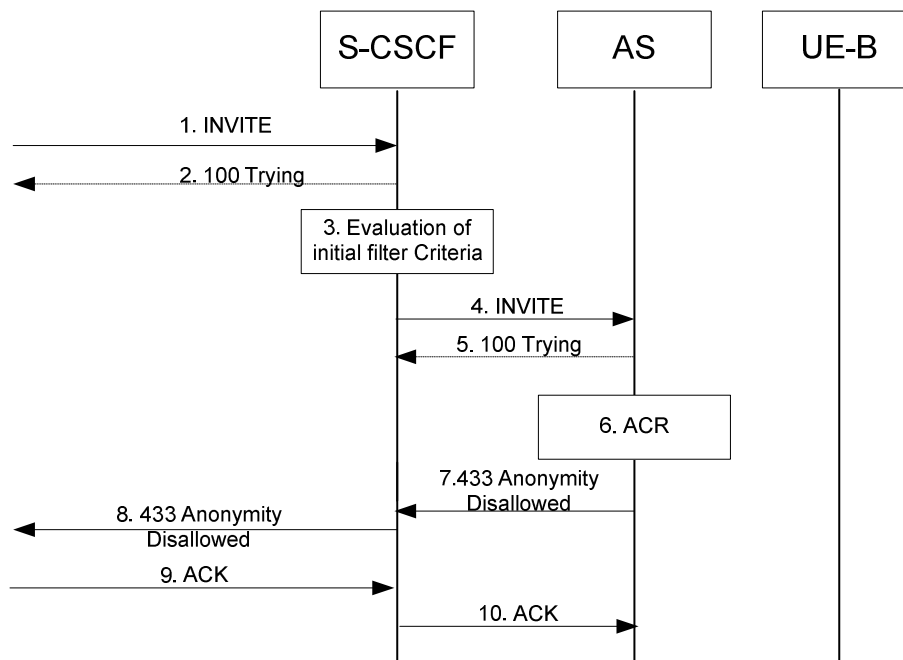 S-CSCF
AS
UE-B
1. INVITE
2. 100 Trying
3. Evaluation of
initial filter Criteria
4. INVITE
5. 100 Trying
6. ACR
7.433 Anonymity
Disallowed
8. 433 Anonymity
Disallowed
9. ACK
10. ACK